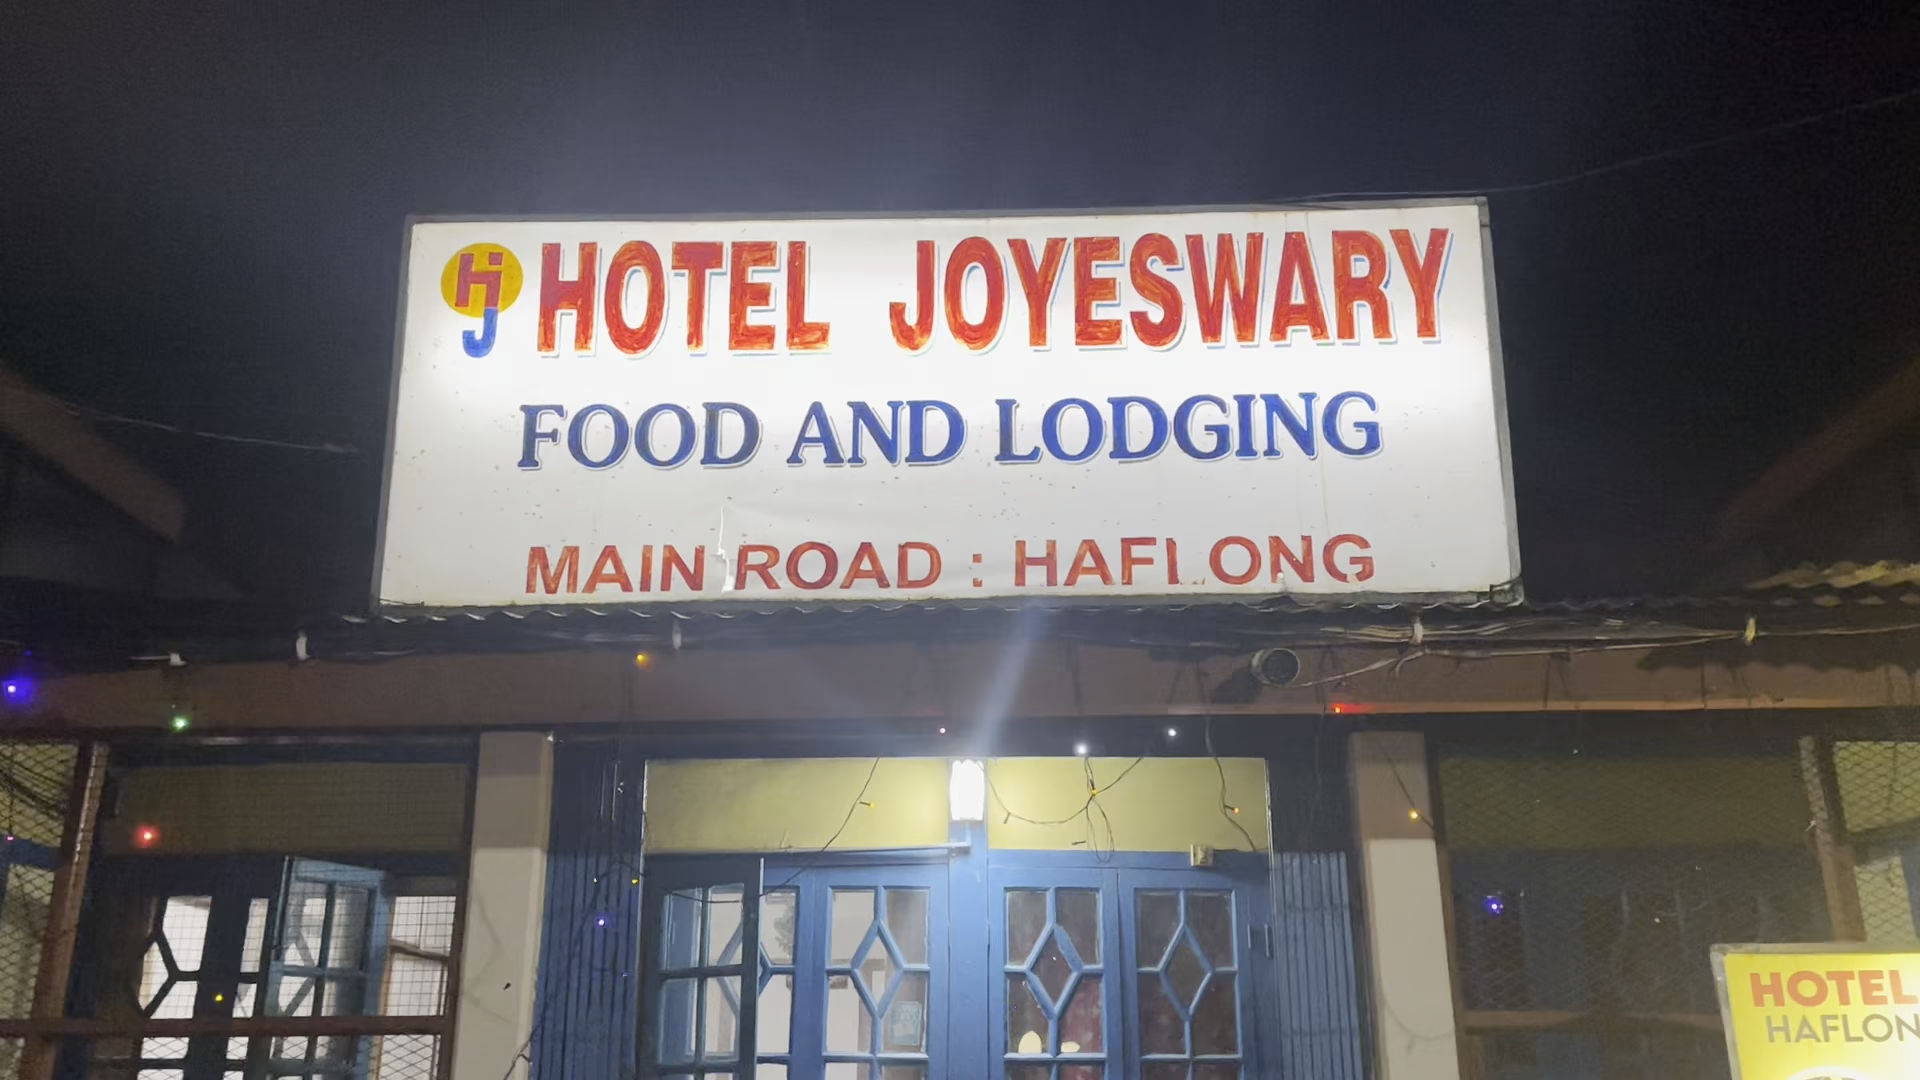 HJ HOTEL JOYESWARY
FOOD AND LODGING
MAIN ROAD : HAFLONG
HOTEL
HAFLON